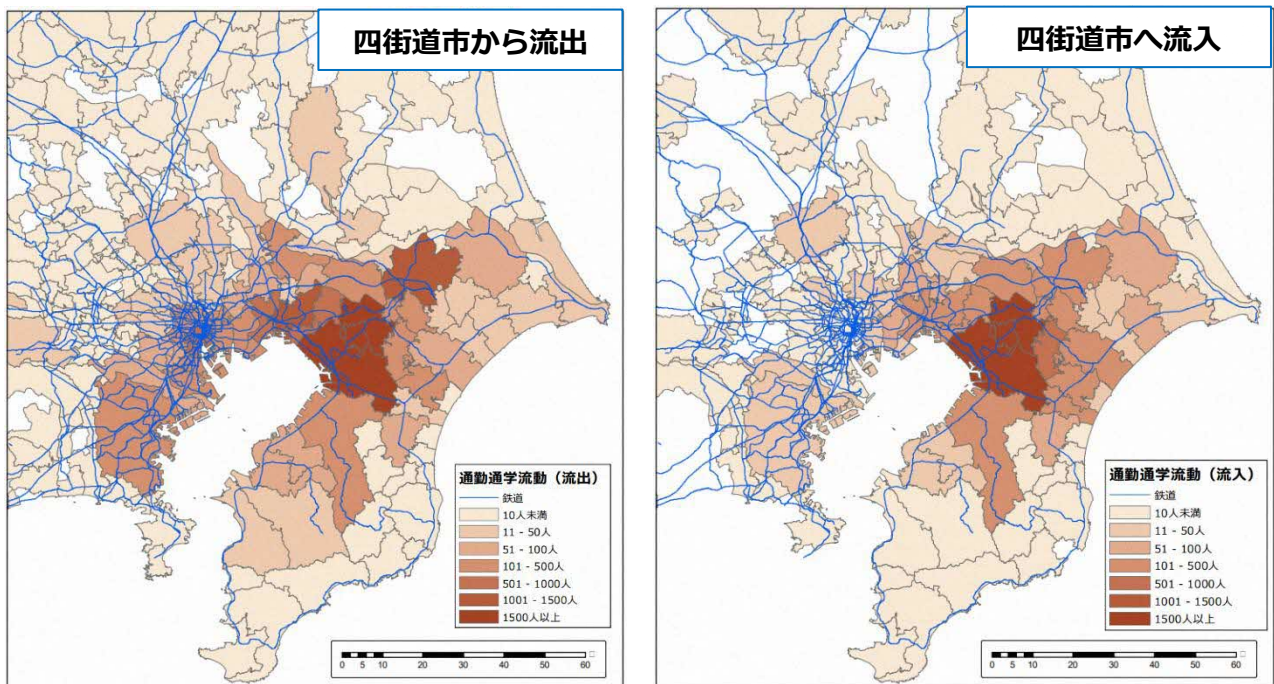 四街道市から流出
通勤通学流動（流出）
鉄道
10人未満
11 - 50人
51 - 100人
101 - 500人
501 - 1000人
1001 - 1500人
1500人以上
0 5 10 20 30 40 50 60
四街道市へ流入
通勤通学流動（流入）
鉄道
10人未満
11 - 50人
51 - 100人
101 - 500人
501 - 1000人
1001 - 1500人
1500人以上
0 5 10 20 30 40 50 60